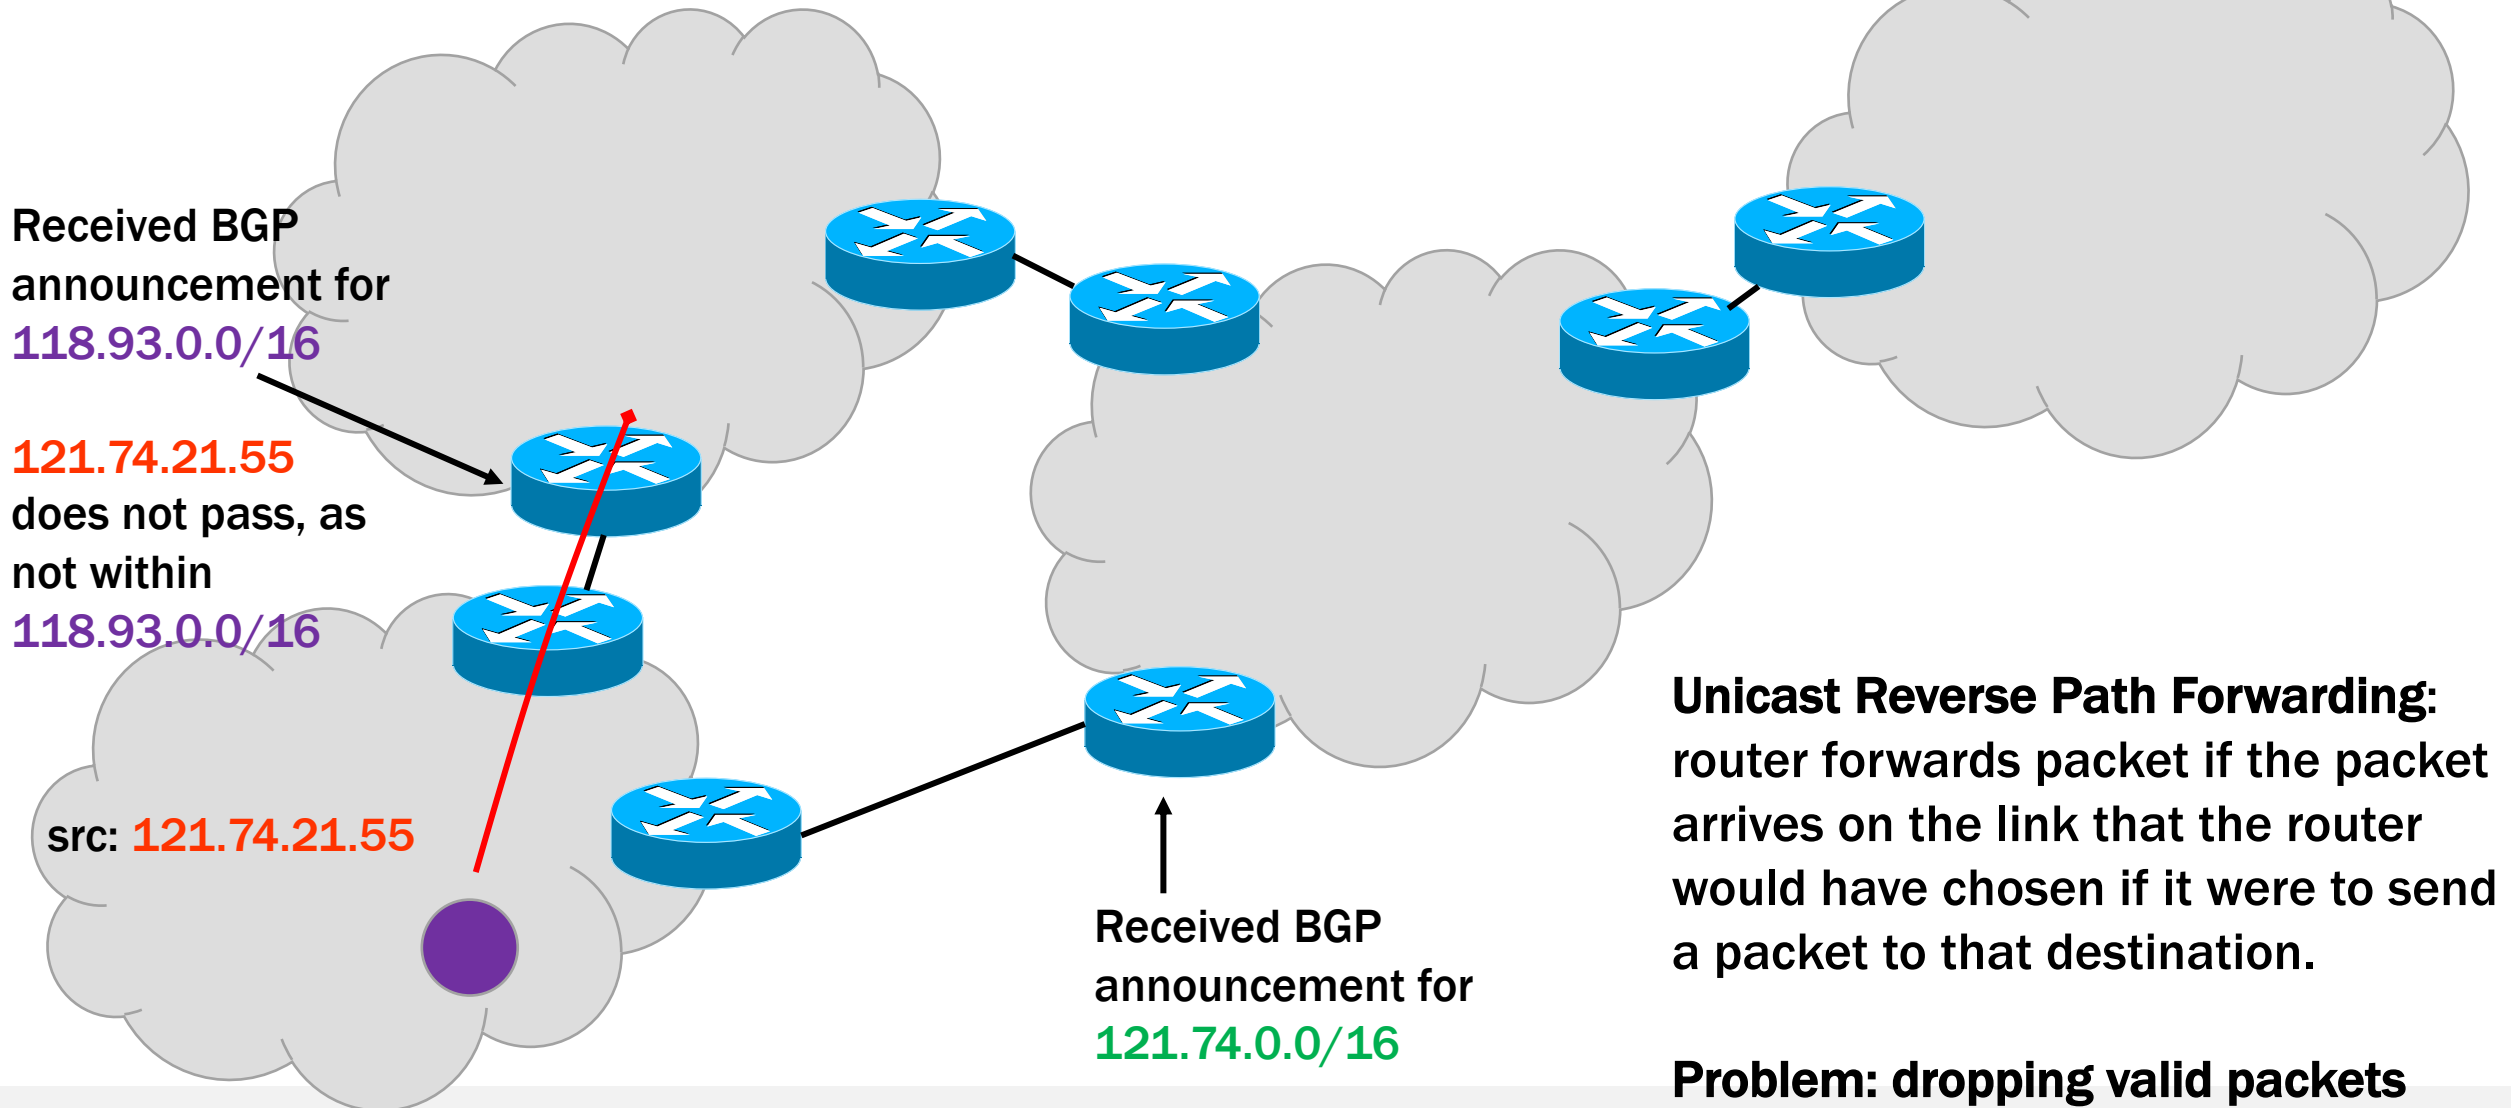 Received BGP
announcement for
118.93.0.0/16
121.74.21.55
does not pass, as
not within
118.93.0.0/16
src: 121.74.21.55
Received BGP
announcement for
121.74.0.0/16
Unicast Reverse Path Forwarding:
router forwards packet if the packet
arrives on the link that the router
would have chosen if it were to send
a packet to that destination.
Problem: dropping valid packets